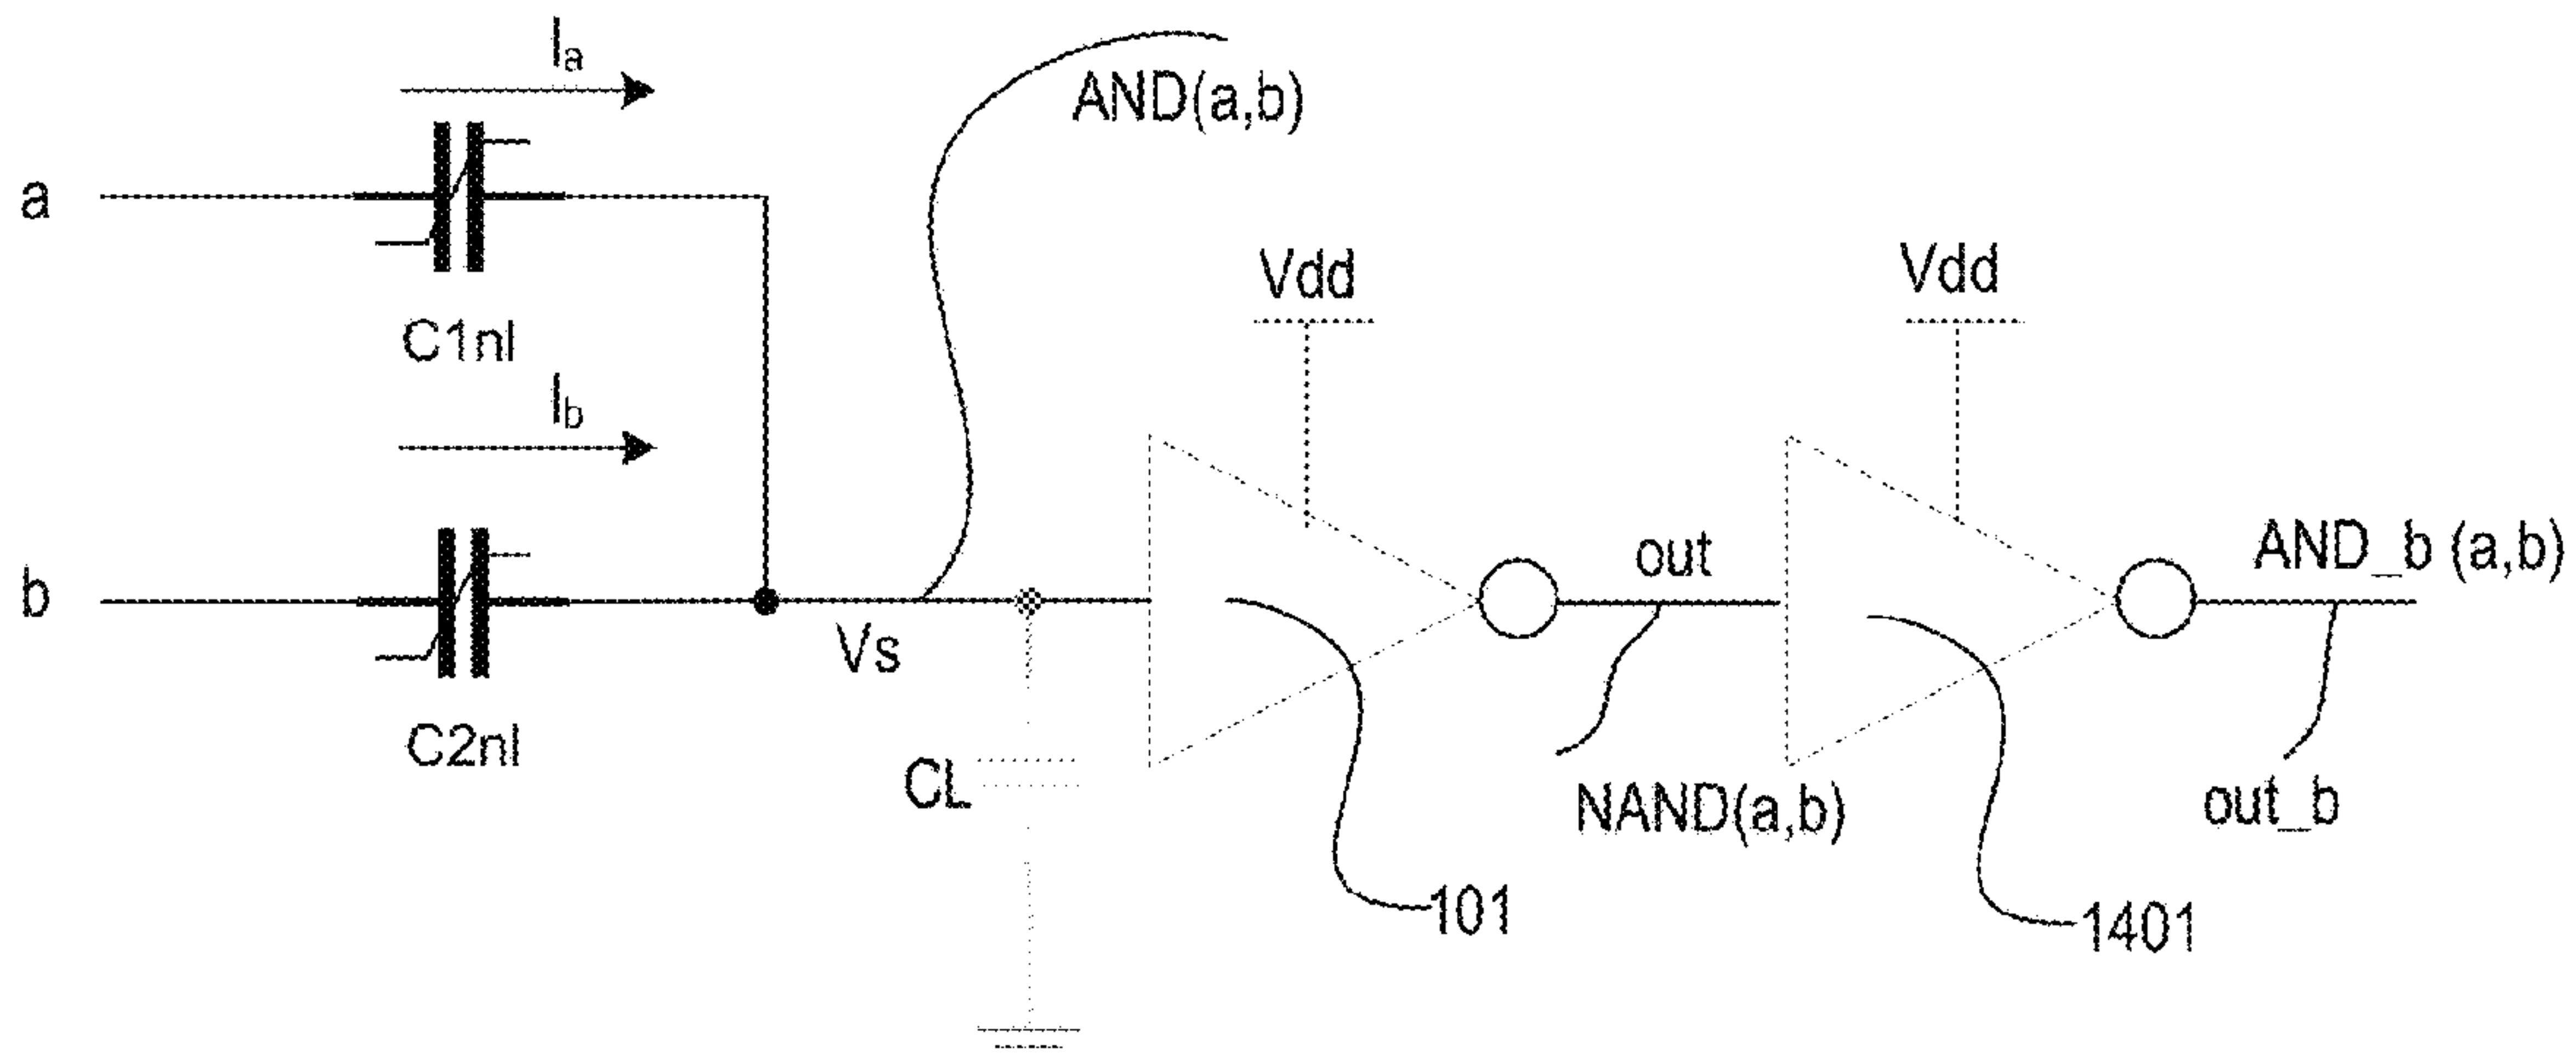 Ia
AND(a,b)
a
C1nl
Vdd
Vdd
Ib
b
Vs
out
AND_b (a,b)
C2nl
CL
NAND(a,b)
out_b
101
1401